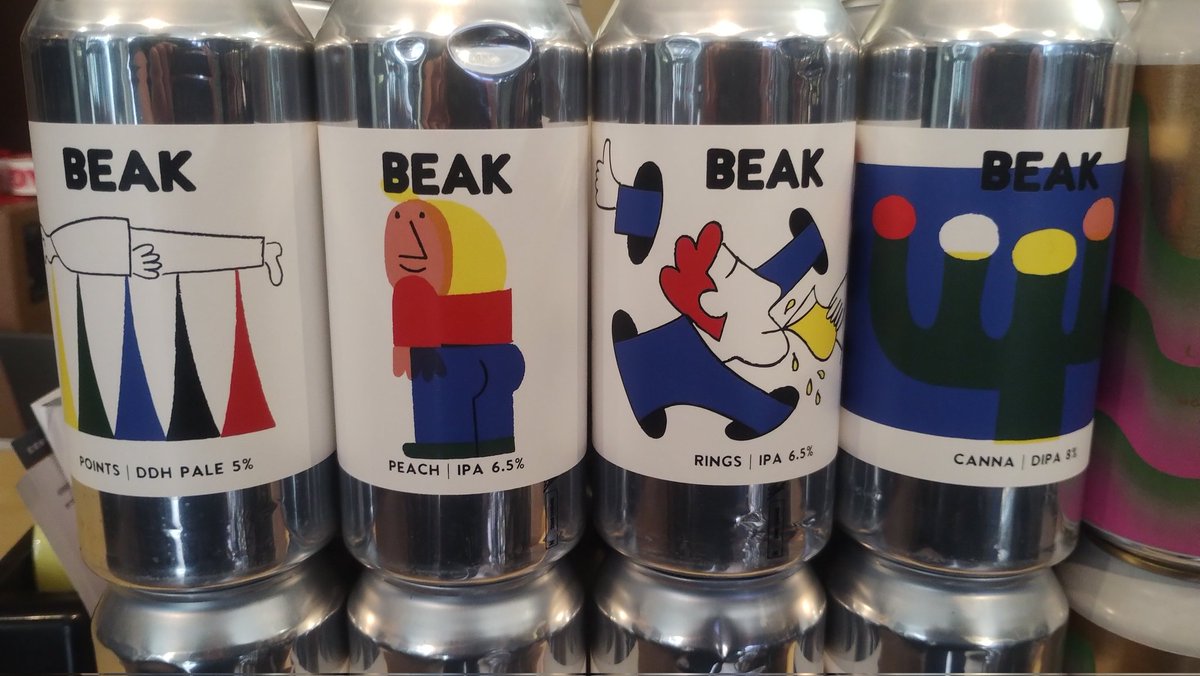 BEAK
POINTS | DDH PALE 5%
BEAK
PEACH | IPA 6.5%
BEAK
RINGS | IPA 6.5%
BEAK
CANNA | DIPA 8%